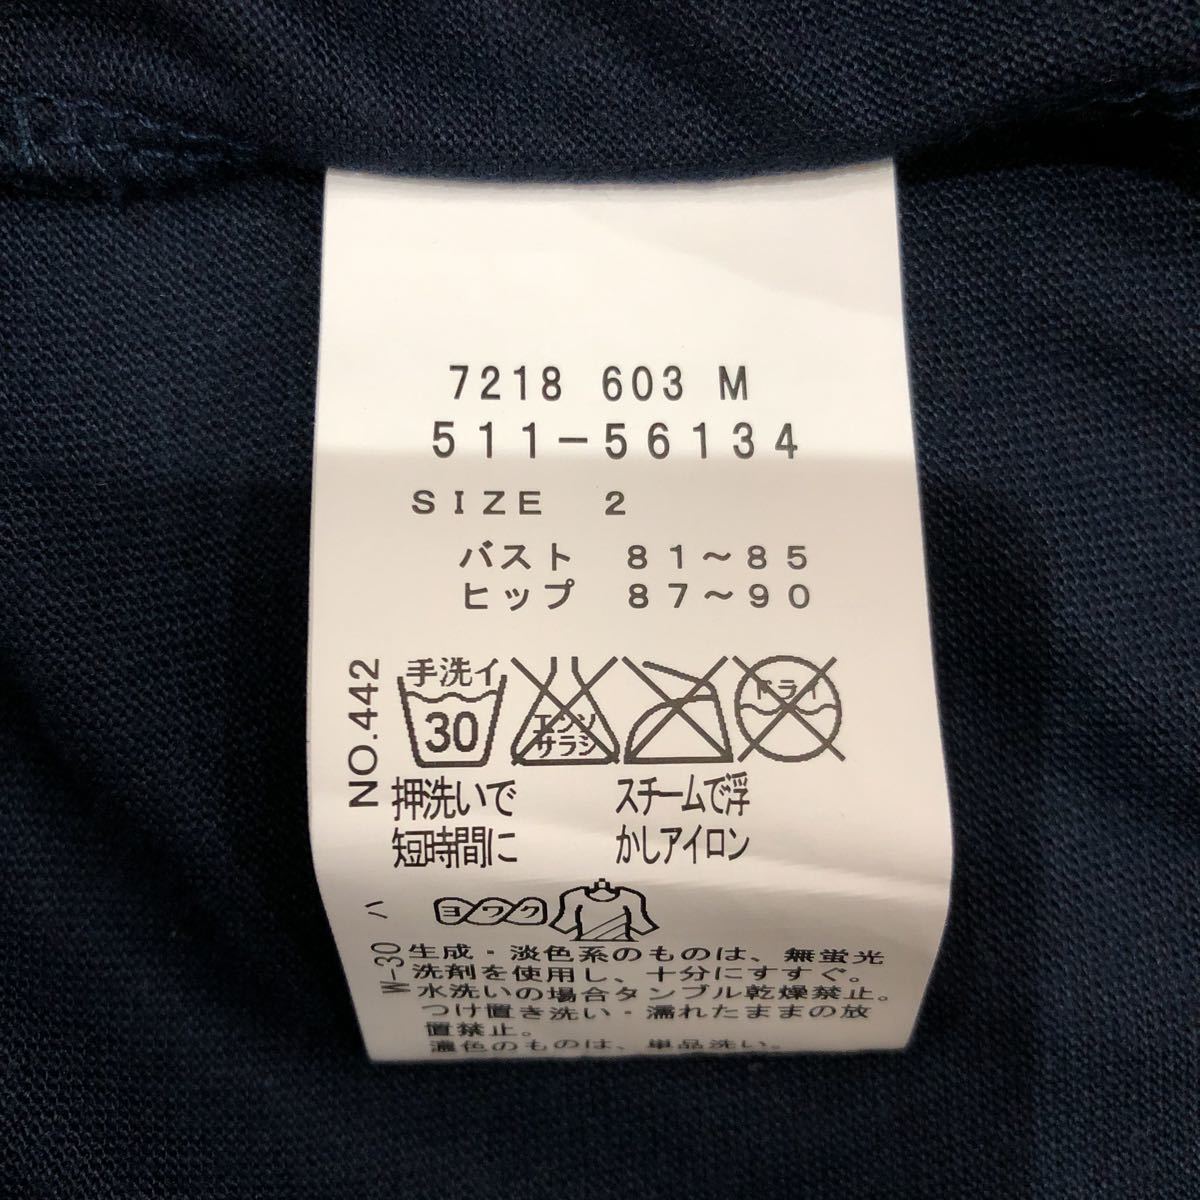 7218 603 M
511-56134
SIZE 2
バスト 81~85
ヒップ 87~90
NO.442
手洗イ
30
エンソ
サラシ
ドライ
押洗いで
短時間に
スチームで浮
かしアイロン
ヨワク
ハ
W-30
生成・淡色系のものは、無蛍光
洗剤を使用し、十分にすすぐ。
水洗いの場合タンブル乾燥禁止。
つけ置き洗い・濡れたままの放
置禁止。
濃色のものは、単品洗い。